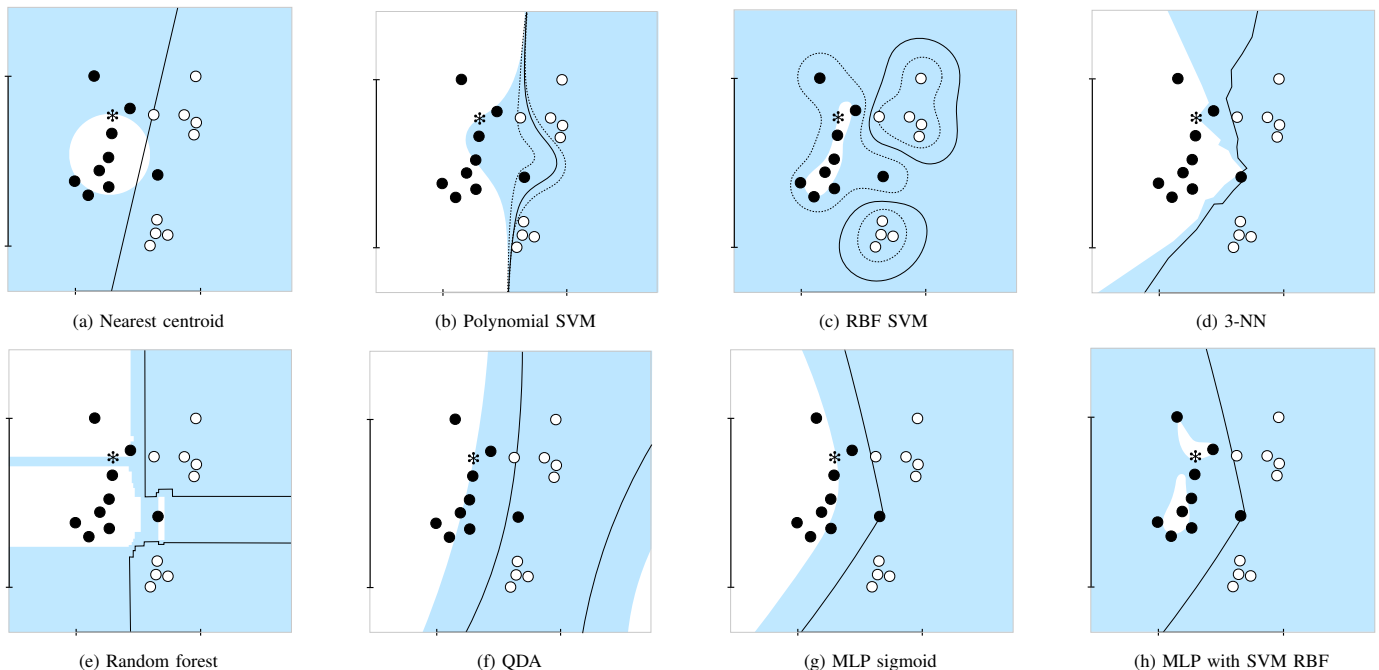 (a) Nearest centroid
(b) Polynomial SVM
(c) RBF SVM
(d) 3-NN
(e) Random forest
(f) QDA
(g) MLP sigmoid
(h) MLP with SVM RBF